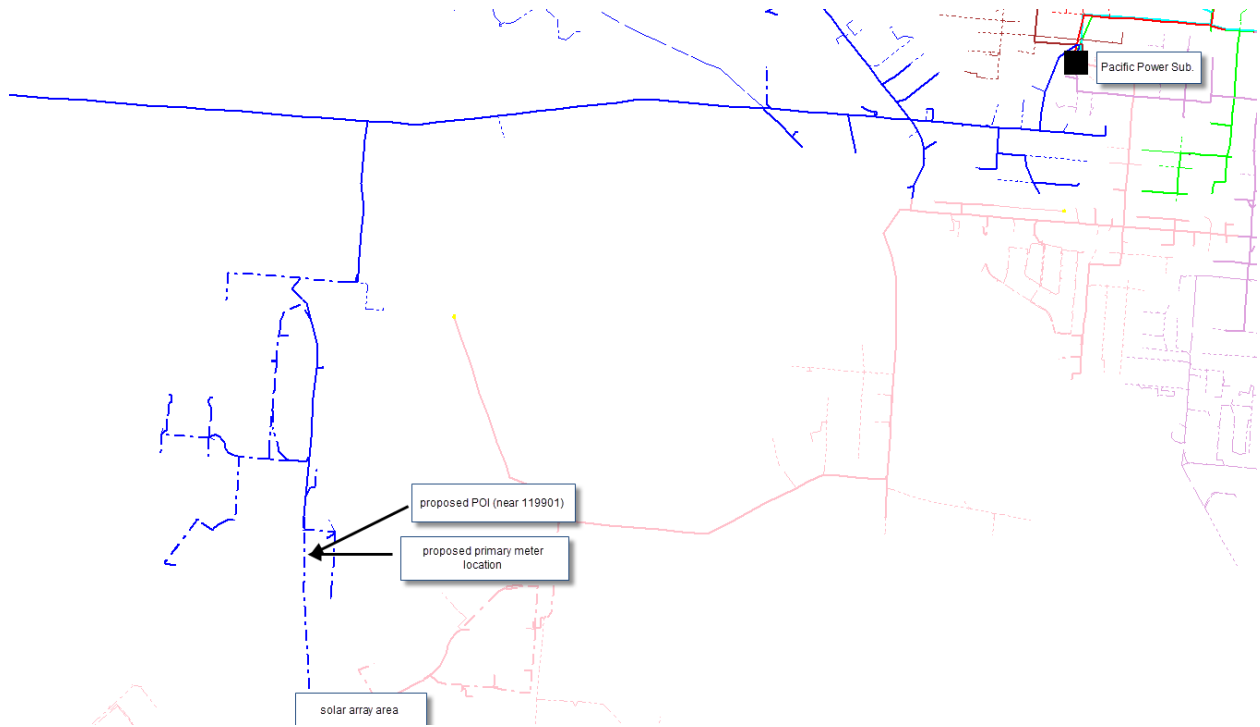 Pacific Power Sub.
proposed POI (near 119901)
proposed primary meter
location
solar array area